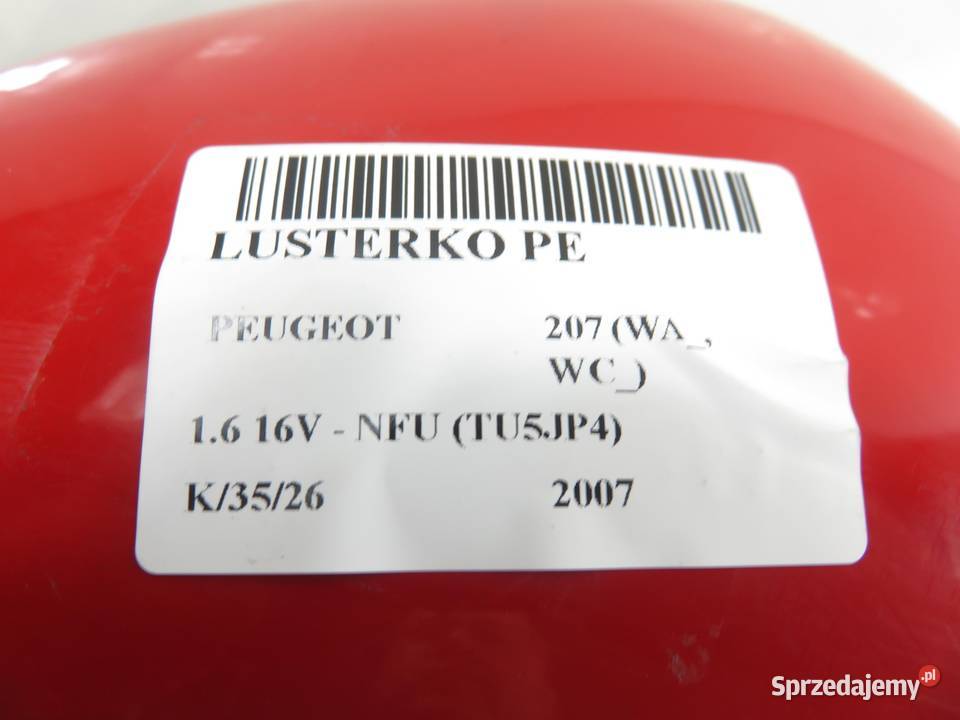 LUSTERKO PE
PEUGEOT 207 (WA_,
WC_)
1.6 16V - NFU (TU5JP4)
K/35/26 2007
Sprzedajemy.pl